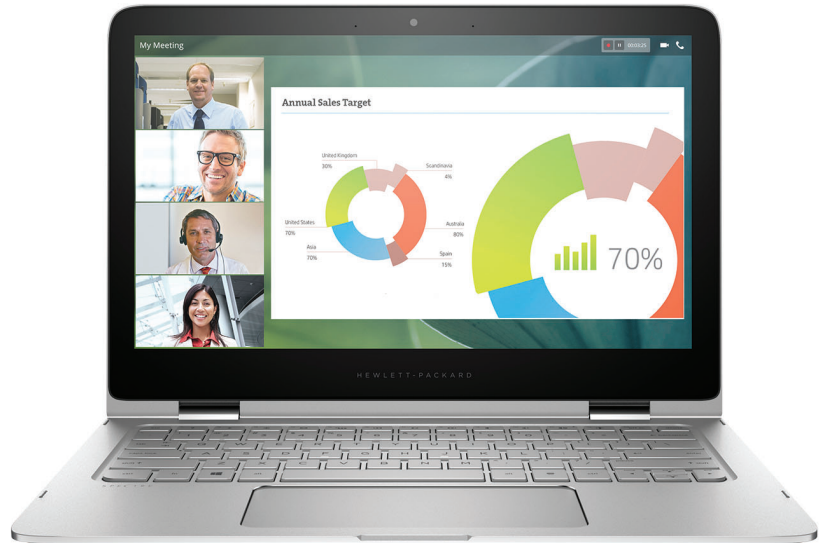 My Meeting
00:03:25
Annual Sales Target
United Kingdom
30%
Scandinavia
4%
United States
70%
Australia
80%
Asia
70%
Spain
15%
70%
HEWLETT-PACKARD